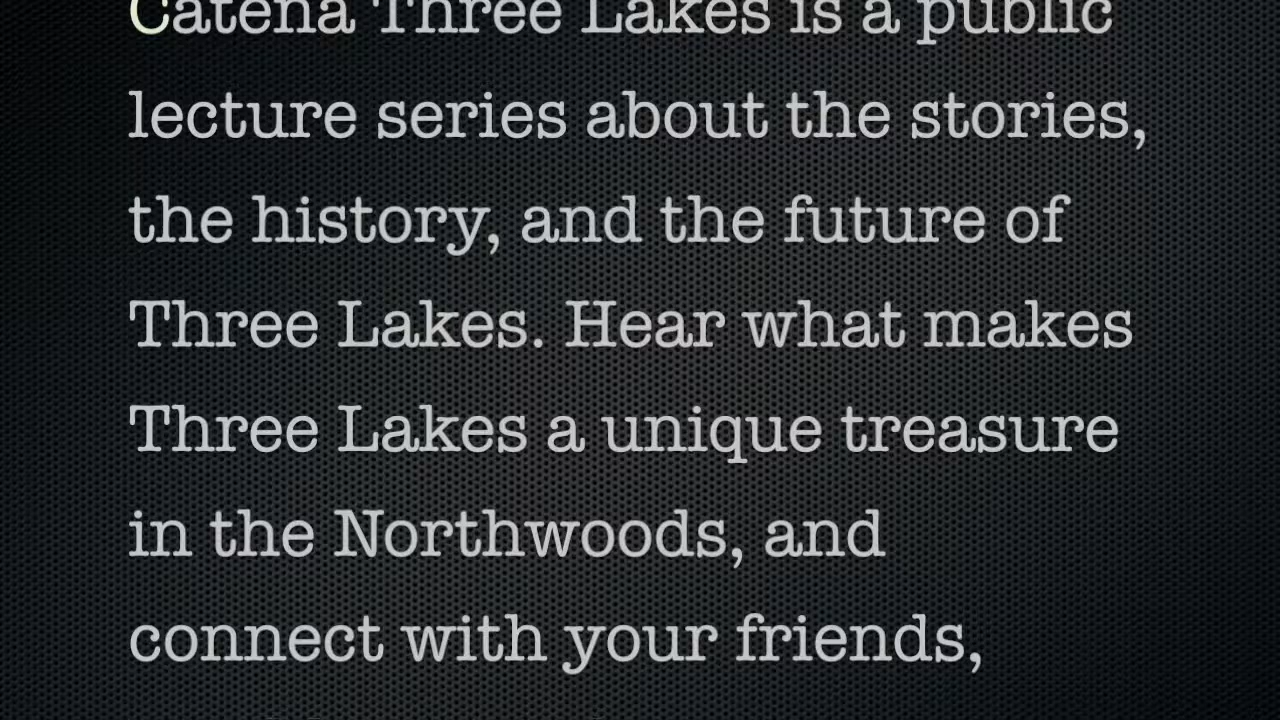 Catena Three Lakes is a public
lecture series about the stories,
the history, and the future of
Three Lakes. Hear what makes
Three Lakes a unique treasure
in the Northwoods, and
connect with your friends,